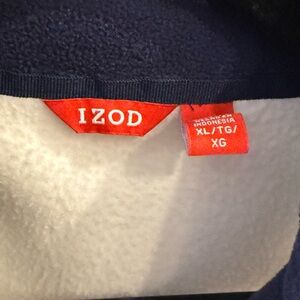 IZOD
INDONESIA
XL/TG/
XG